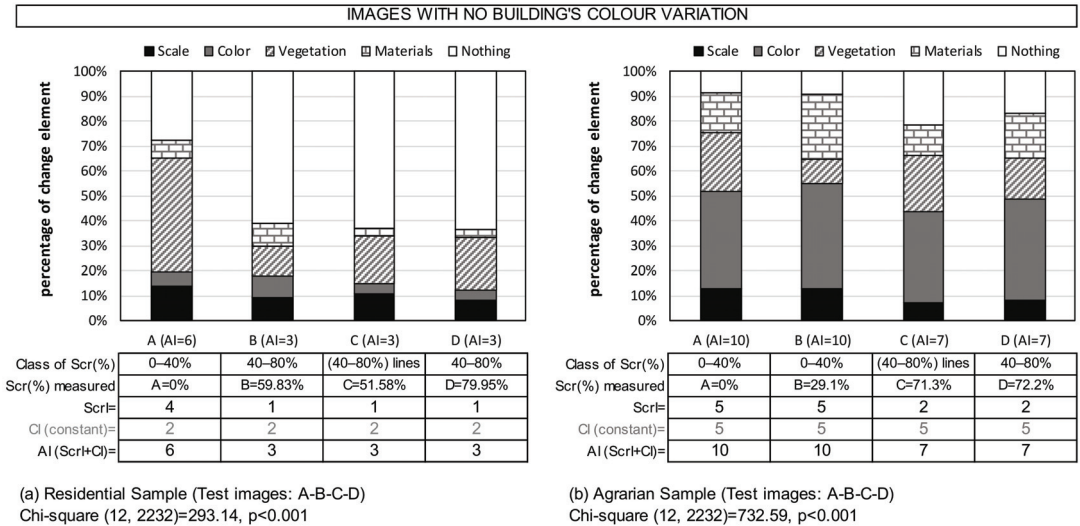 IMAGES WITH NO BUILDING'S COLOUR VARIATION
Scale Color Vegetation Materials Nothing
percentage of change element
100%
90%
80%
70%
60%
50%
40%
30%
20%
10%
0%
A (AI=6) B (AI=3) C (AI=3) D (AI=3)
Class of Scr(%) 0–40% 40–80% (40–80%) lines 40–80%
Scr(%) measured A=0% B=59.83% C=51.58% D=79.95%
ScrI= 4 1 1 1
CI (constant)= 2 2 2 2
AI (ScrI+CI)= 6 3 3 3
(a) Residential Sample (Test images: A-B-C-D)
Chi-square (12, 2232)=293.14, p<0.001
Scale Color Vegetation Materials Nothing
percentage of change element
100%
90%
80%
70%
60%
50%
40%
30%
20%
10%
0%
A (AI=10) B (AI=10) C (AI=7) D (AI=7)
Class of Scr(%) 0–40% 0–40% (40–80%) lines 40–80%
Scr(%) measured A=0% B=29.1% C=71.3% D=72.2%
ScrI= 5 5 2 2
CI (constant)= 5 5 5 5
AI (ScrI+CI)= 10 10 7 7
(b) Agrarian Sample (Test images: A-B-C-D)
Chi-square (12, 2232)=732.59, p<0.001